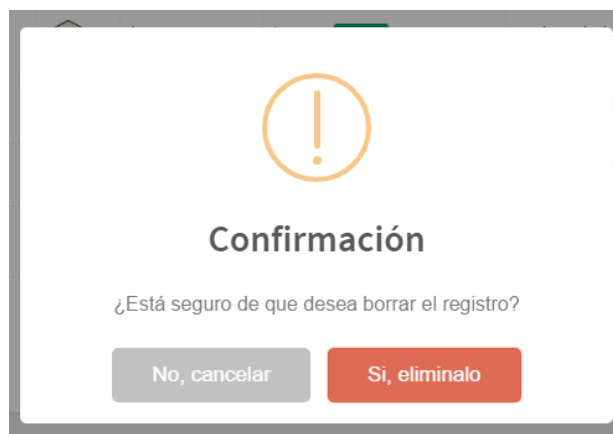 Confirmación
¿Está seguro de que desea borrar el registro?
No, cancelar
Si, eliminalo